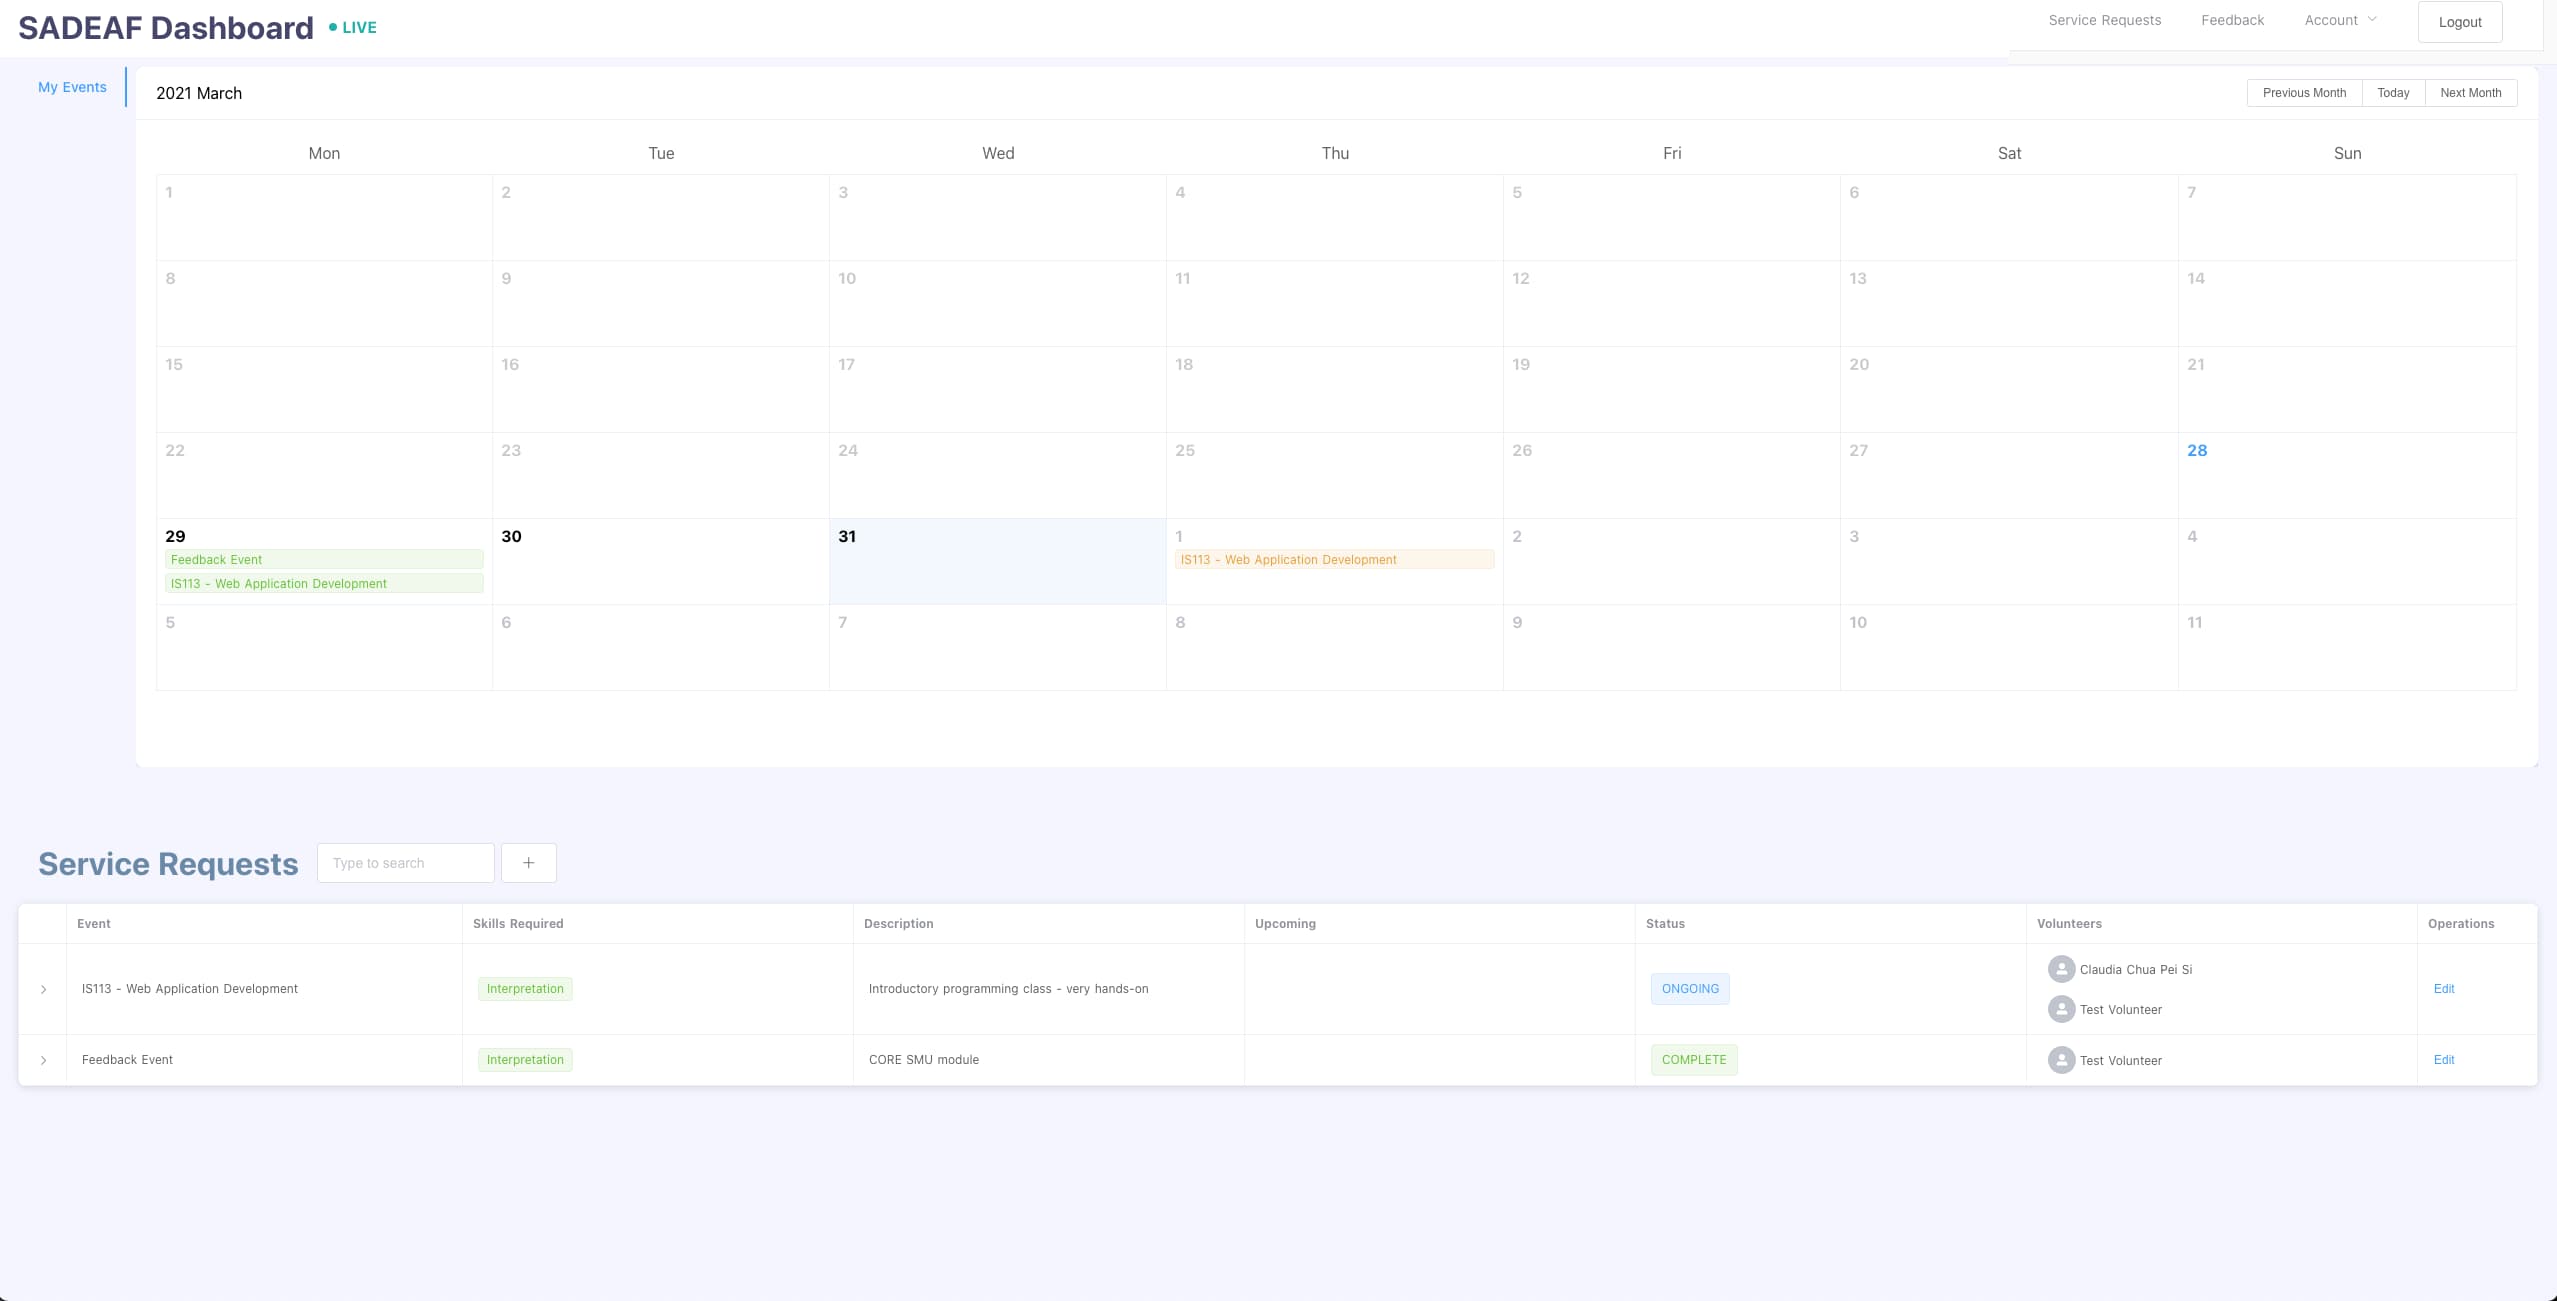 SADEAF Dashboard
LIVE
Service Requests
Feedback
Account
Logout
My Events
2021 March
Previous Month
Today
Next Month
Mon Tue Wed Thu Fri Sat Sun
1 2 3 4 5 6 7
8 9 10 11 12 13 14
15 16 17 18 19 20 21
22 23 24 25 26 27 28
29 30 31 1 2 3 4
Feedback Event
IS113 - Web Application Development
IS113 - Web Application Development
5 6 7 8 9 10 11
Service Requests
Type to search
+
Event Skills Required Description Upcoming Status Volunteers Operations
IS113 - Web Application Development
Interpretation
Introductory programming class - very hands-on
ONGOING
Claudia Chua Pei Si
Test Volunteer
Edit
Feedback Event
Interpretation
CORE SMU module
COMPLETE
Test Volunteer
Edit